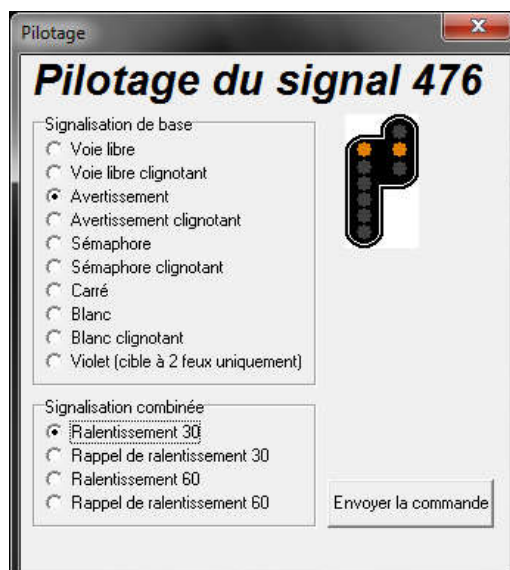 Pilotage
Pilotage du signal 476
Signalisation de base
Voie libre
Voie libre clignotant
Avertissement
Avertissement clignotant
Sémaphore
Sémaphore clignotant
Carré
Blanc
Blanc clignotant
Violet (cible à 2 feux uniquement)
Signalisation combinée
Ralentissement 30
Rappel de ralentissement 30
Ralentissement 60
Rappel de ralentissement 60
Envoyer la commande